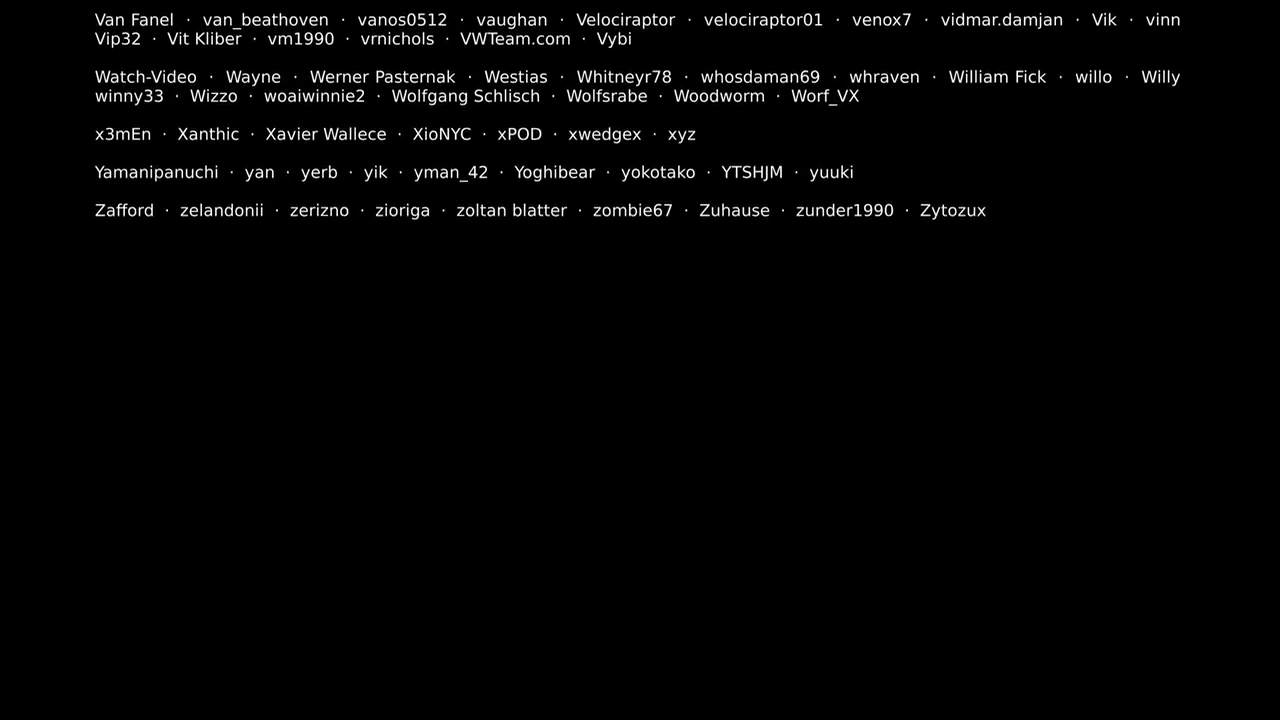 Van Fanel · van_beathoven · vanos0512 · vaughan · Velociraptor · velociraptor01 · venox7 · vidmar.damjan · Vik · vinn
Vip32 · Vit Kliber · vm1990 · vrnichols · VWTeam.com · Vybi
Watch-Video · Wayne · Werner Pasternak · Westias · Whitneyr78 · whosdaman69 · whraven · William Fick · willo · Willy
winny33 · Wizzo · woaiwinnie2 · Wolfgang Schlisch · Wolfsrabe · Woodworm · Worf_VX
x3mEn · Xanthic · Xavier Wallece · XioNYC · xPOD · xwedgex · xyz
Yamanipanuchi · yan · yerb · yik · yman_42 · Yoghibear · yokotako · YTSHJM · yuuki
Zafford · zelandonii · zerizno · zioriga · zoltan blatter · zombie67 · Zuhause · zunder1990 · Zytozux